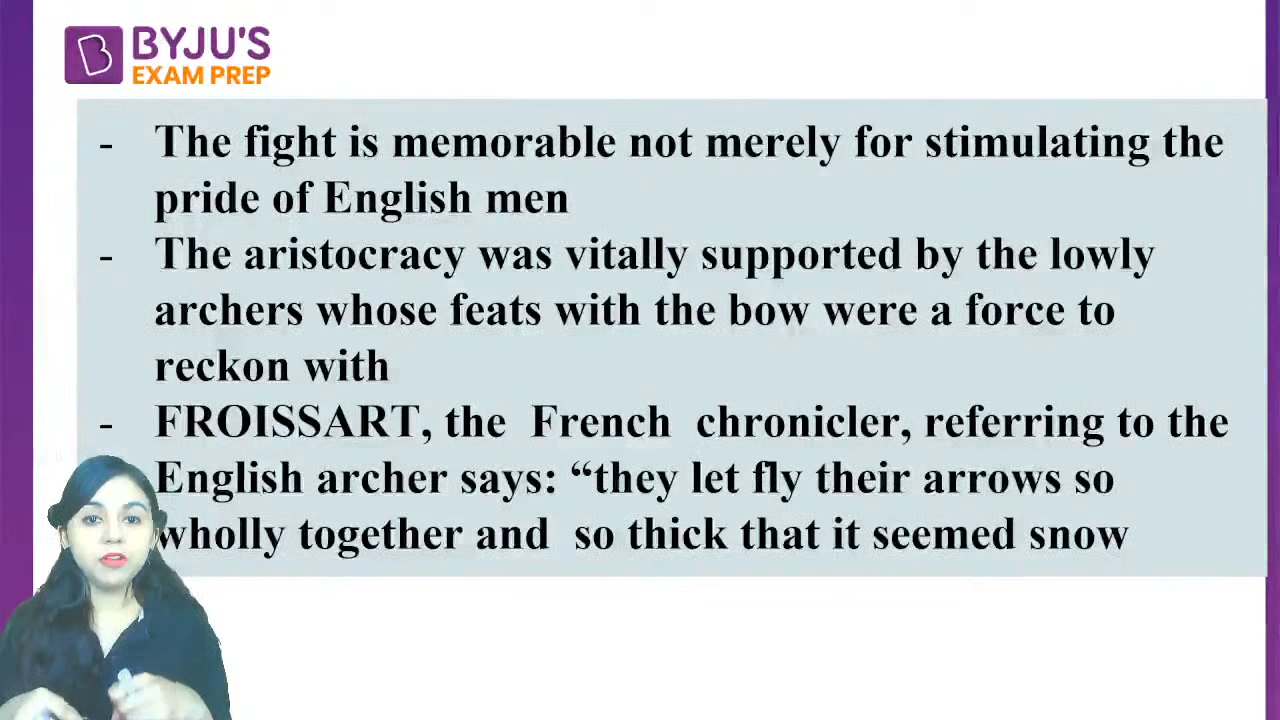 BYJU'S
EXAM PREP
- The fight is memorable not merely for stimulating the
pride of English men
- The aristocracy was vitally supported by the lowly
archers whose feats with the bow were a force to
reckon with
- FROISSART, the French chronicler, referring to the
English archer says: “they let fly their arrows so
wholly together and so thick that it seemed snow